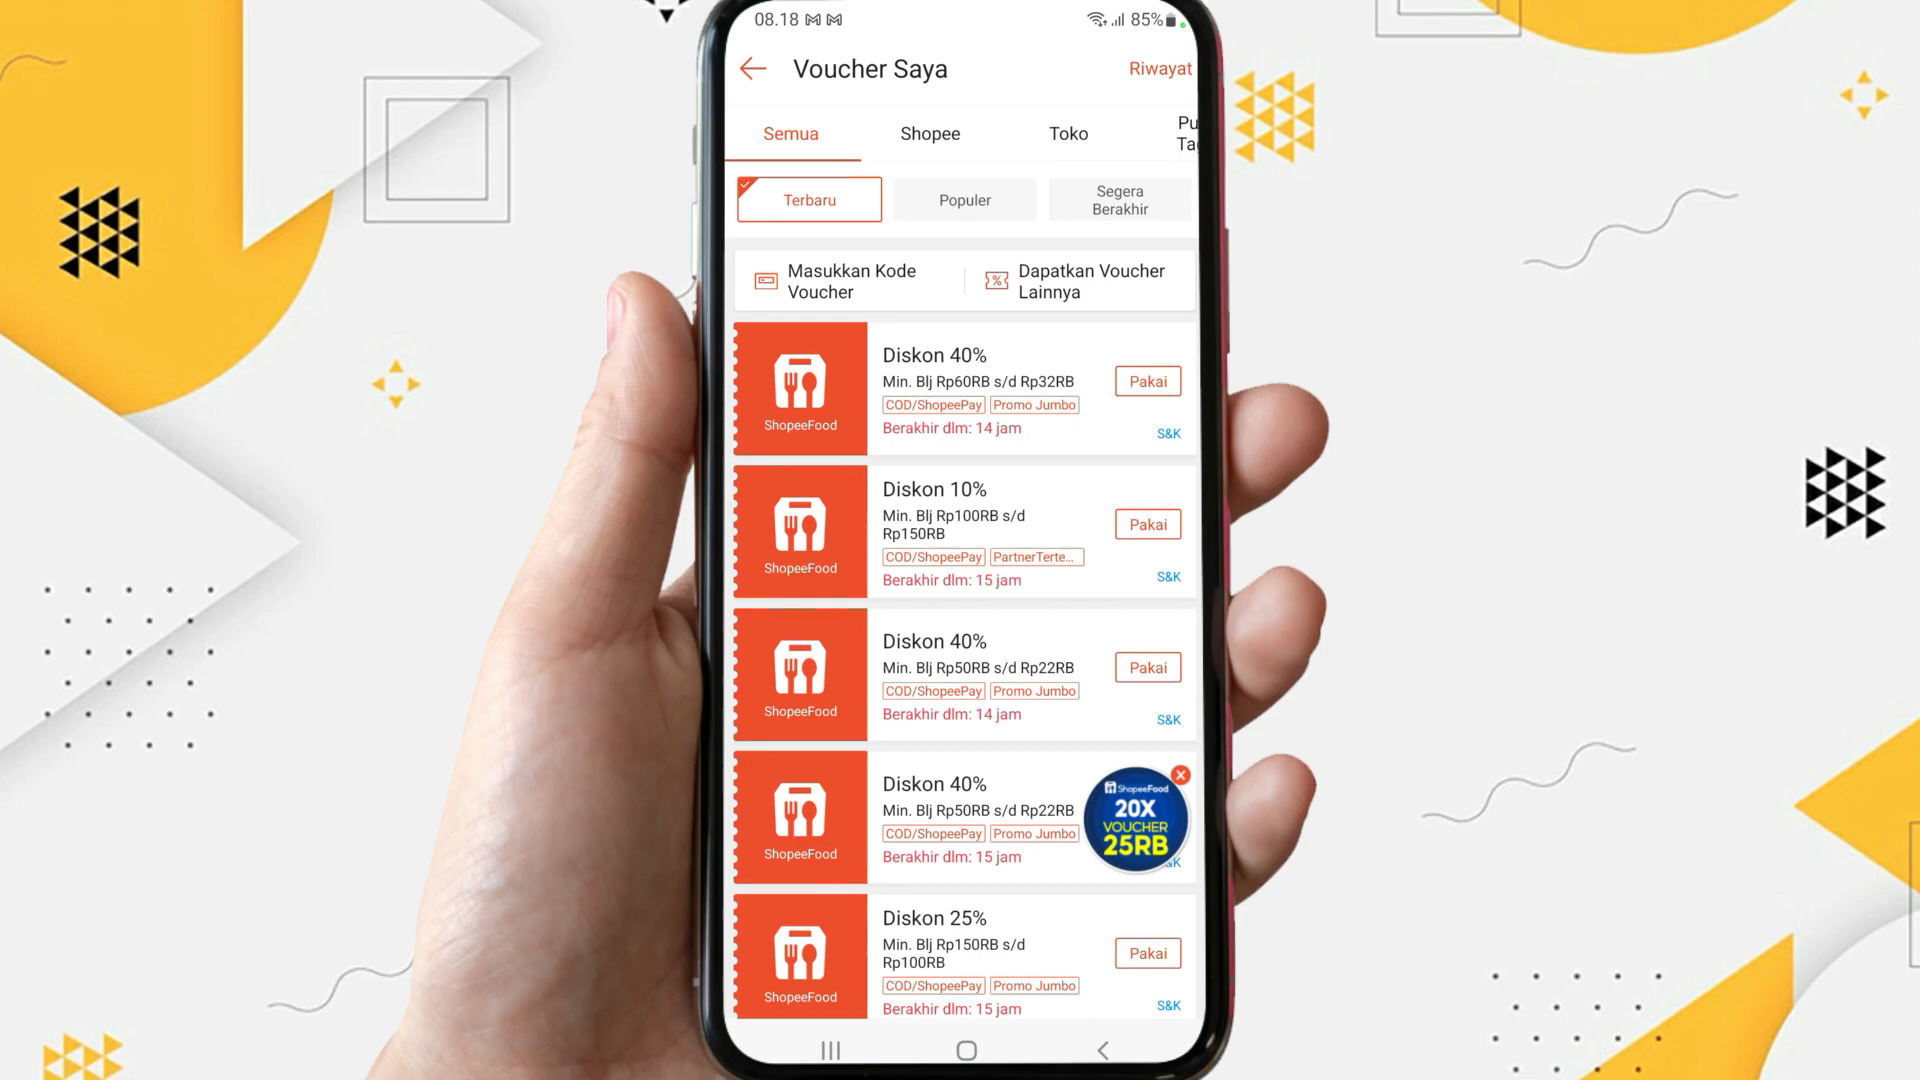 08.18
85%
Voucher Saya
Riwayat
Semua
Shopee
Toko
Terbaru
Populer
Segera
Berakhir
Masukkan Kode
Voucher
Dapatkan Voucher
Lainnya
ShopeeFood
Diskon 40%
Min. Blj Rp60RB s/d Rp32RB
COD/ShopeePay Promo Jumbo
Berakhir dlm: 14 jam
Pakai
S&K
ShopeeFood
Diskon 10%
Min. Blj Rp100RB s/d
Rp150RB
COD/ShopeePay PartnerTerte...
Berakhir dlm: 15 jam
Pakai
S&K
ShopeeFood
Diskon 40%
Min. Blj Rp50RB s/d Rp22RB
COD/ShopeePay Promo Jumbo
Berakhir dlm: 14 jam
Pakai
S&K
ShopeeFood
Diskon 40%
Min. Blj Rp50RB s/d Rp22RB
COD/ShopeePay Promo Jumbo
Berakhir dlm: 15 jam
ShopeeFood
20X
VOUCHER
25RB
ShopeeFood
Diskon 25%
Min. Blj Rp150RB s/d
Rp100RB
COD/ShopeePay Promo Jumbo
Berakhir dlm: 15 jam
Pakai
S&K